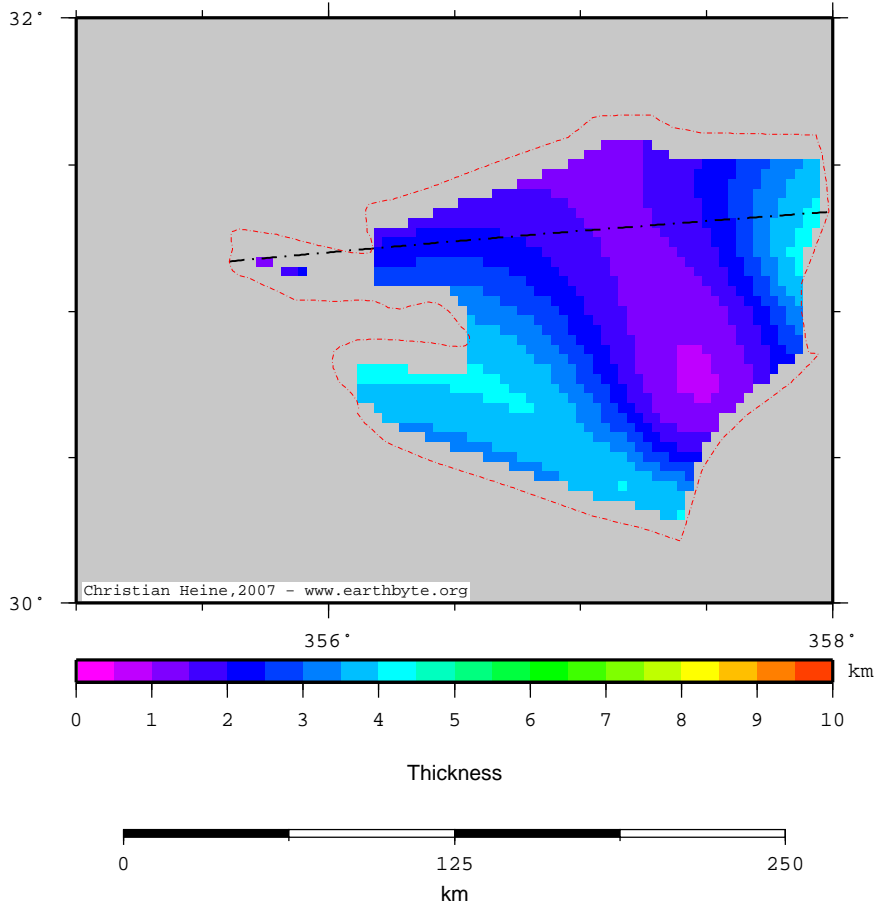 32°
Christian Heine,2007 - www.earthbyte.org
30°
356° 358°
km
0 1 2 3 4 5 6 7 8 9 10
Thickness
0 125 250
km